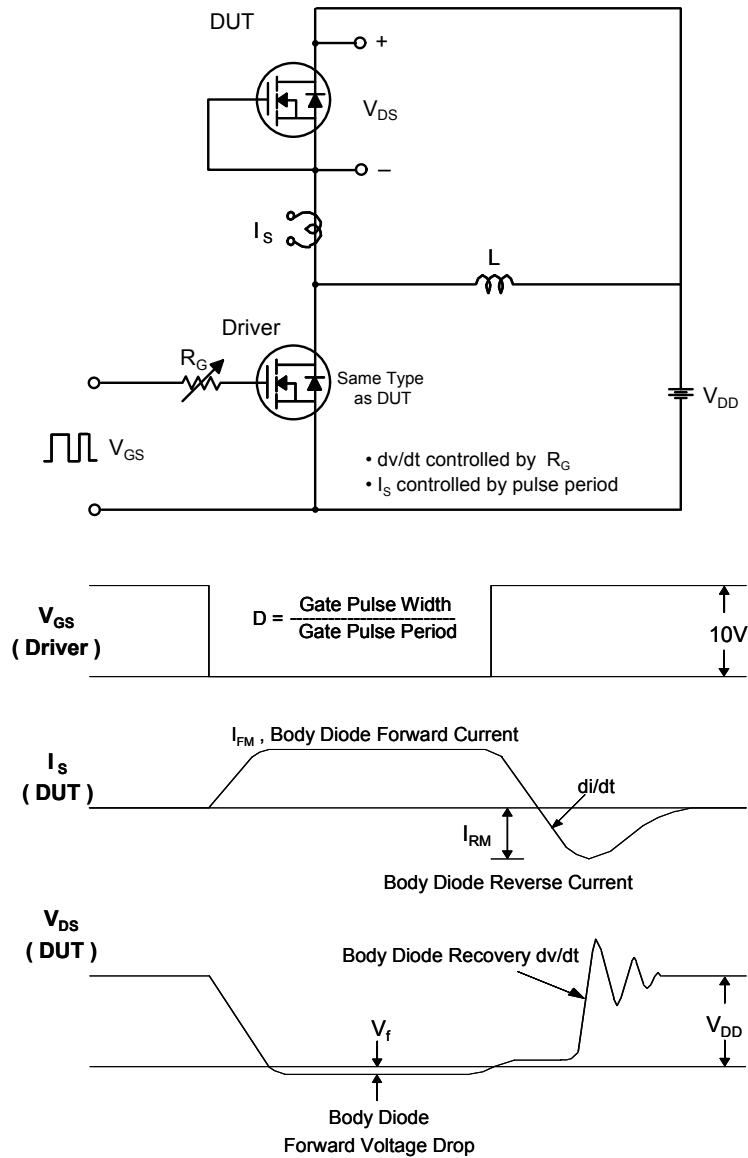 DUT
+
V_DS
–
I_S
L
Driver
R_G
Same Type
as DUT
V_DD
V_GS
• dv/dt controlled by R_G
• I_S controlled by pulse period
V_GS
( Driver )
D = Gate Pulse Width
Gate Pulse Period
10V
I_FM , Body Diode Forward Current
I_S
( DUT )
di/dt
I_RM
Body Diode Reverse Current
V_DS
( DUT )
Body Diode Recovery dv/dt
V_f
V_DD
Body Diode
Forward Voltage Drop